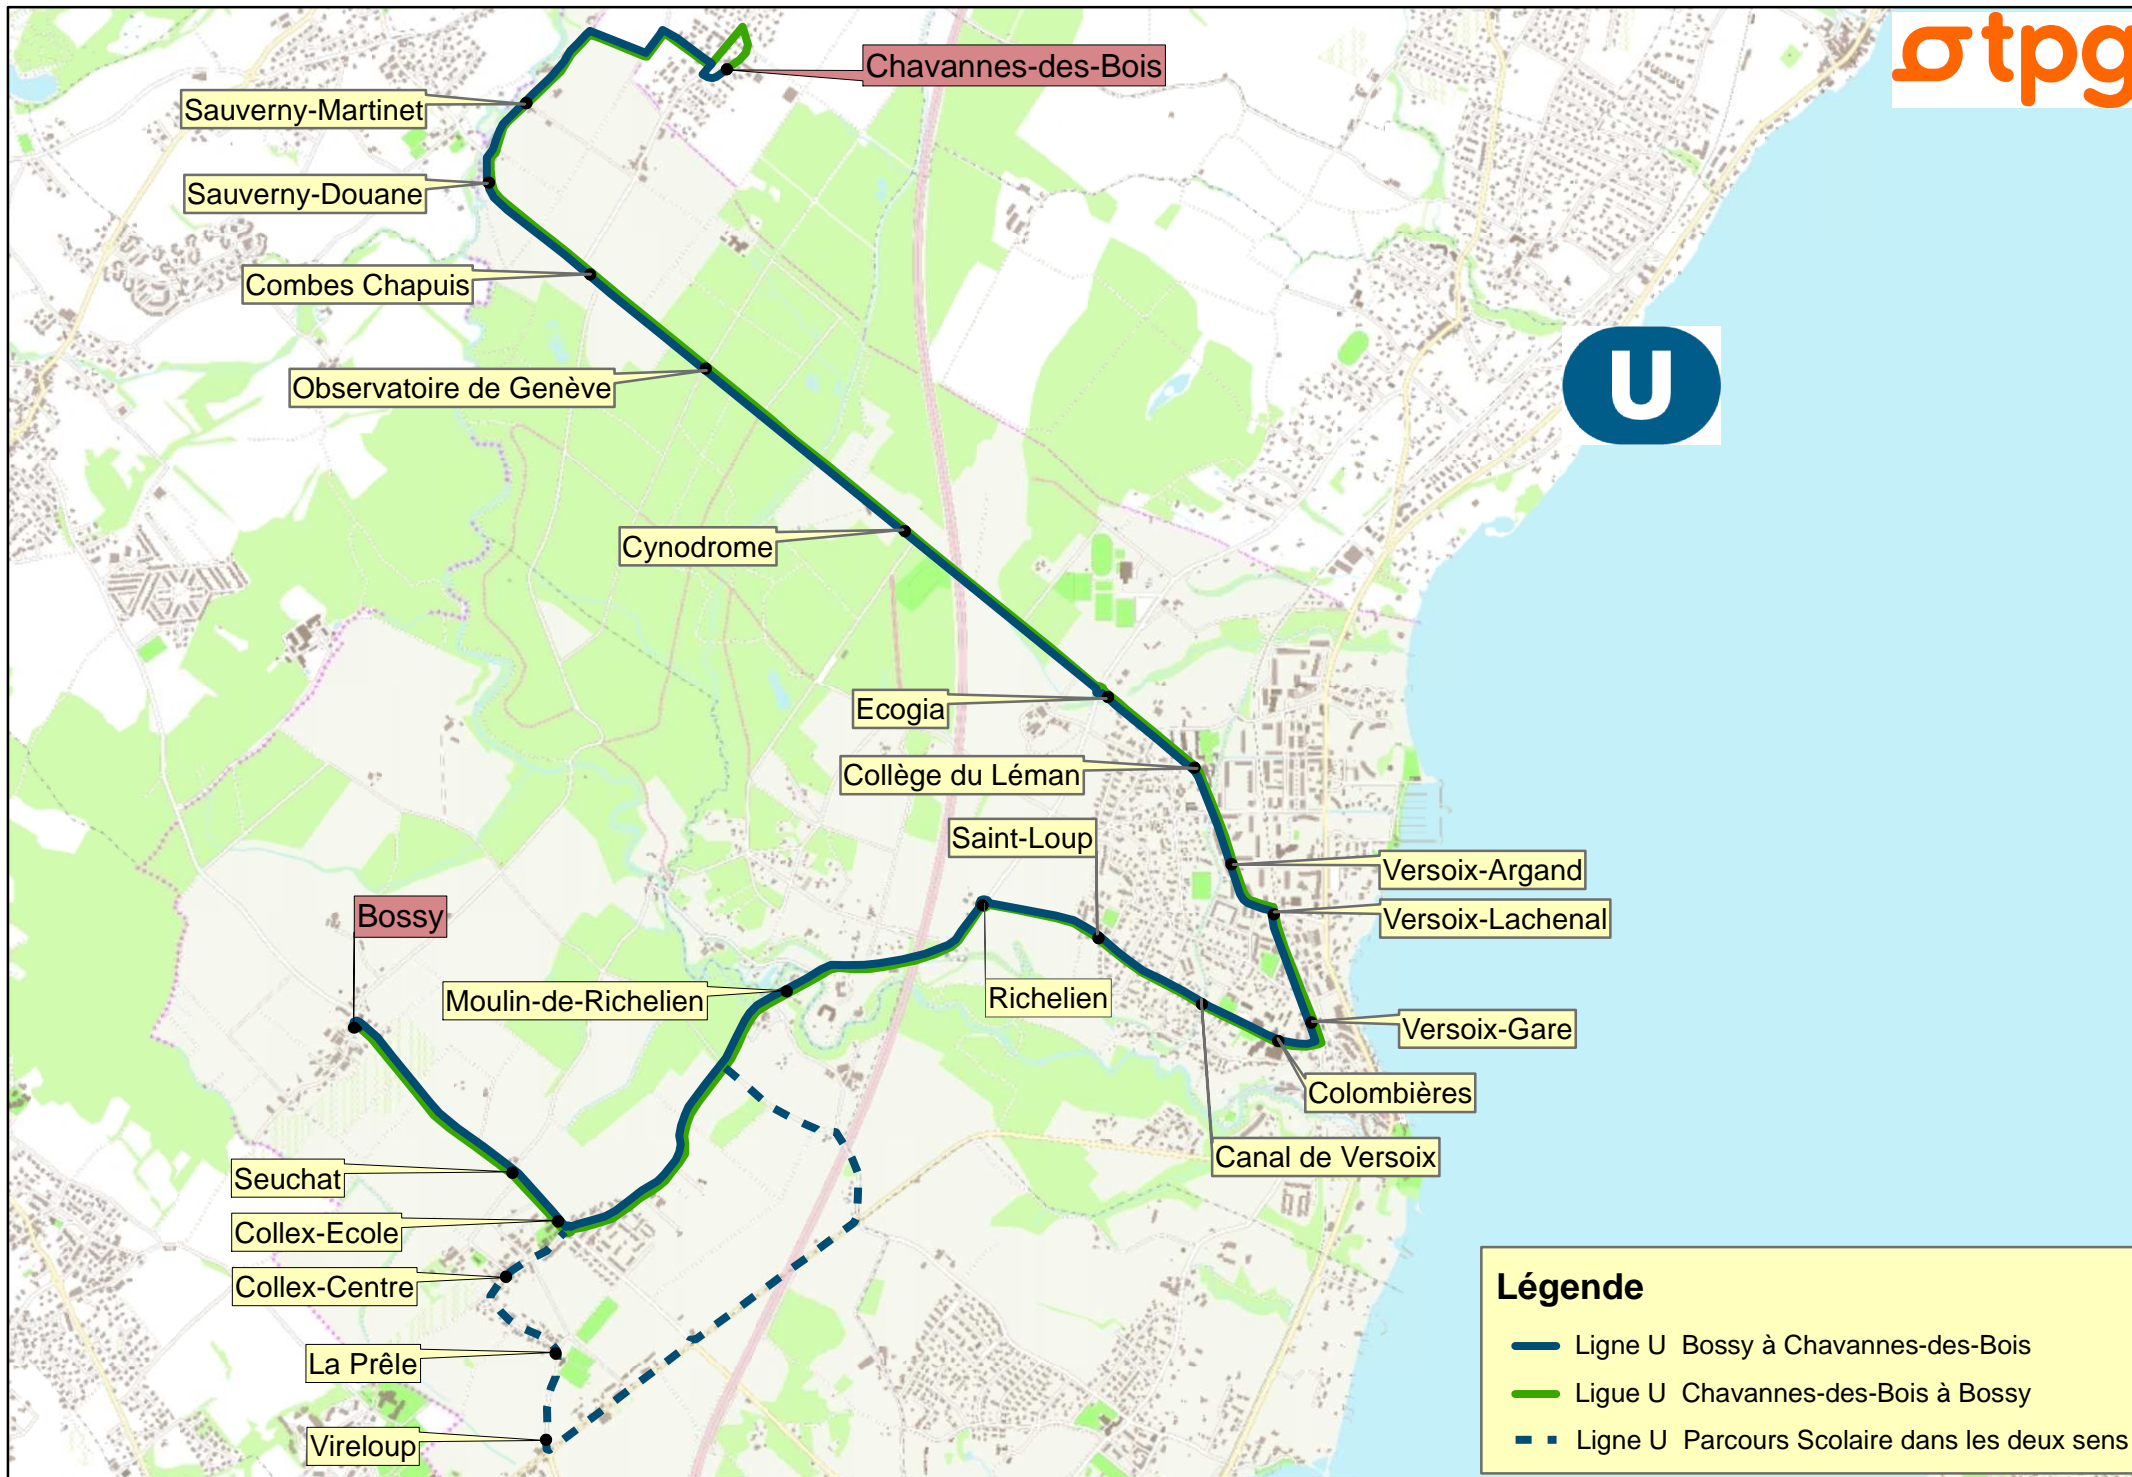 tpg
Chavannes-des-Bois
Sauverny-Martinet
Sauverny-Douane
Combes Chapuis
Observatoire de Genève
U
Cynodrome
Ecogia
Collège du Léman
Saint-Loup
Versoix-Argand
Bossy
Versoix-Lachenal
Moulin-de-Richelien
Richelien
Versoix-Gare
Colombières
Canal de Versoix
Seuchat
Collex-Ecole
Collex-Centre
La Prêle
Vireloup
Légende
Ligne U Bossy à Chavannes-des-Bois
Ligue U Chavannes-des-Bois à Bossy
Ligne U Parcours Scolaire dans les deux sens